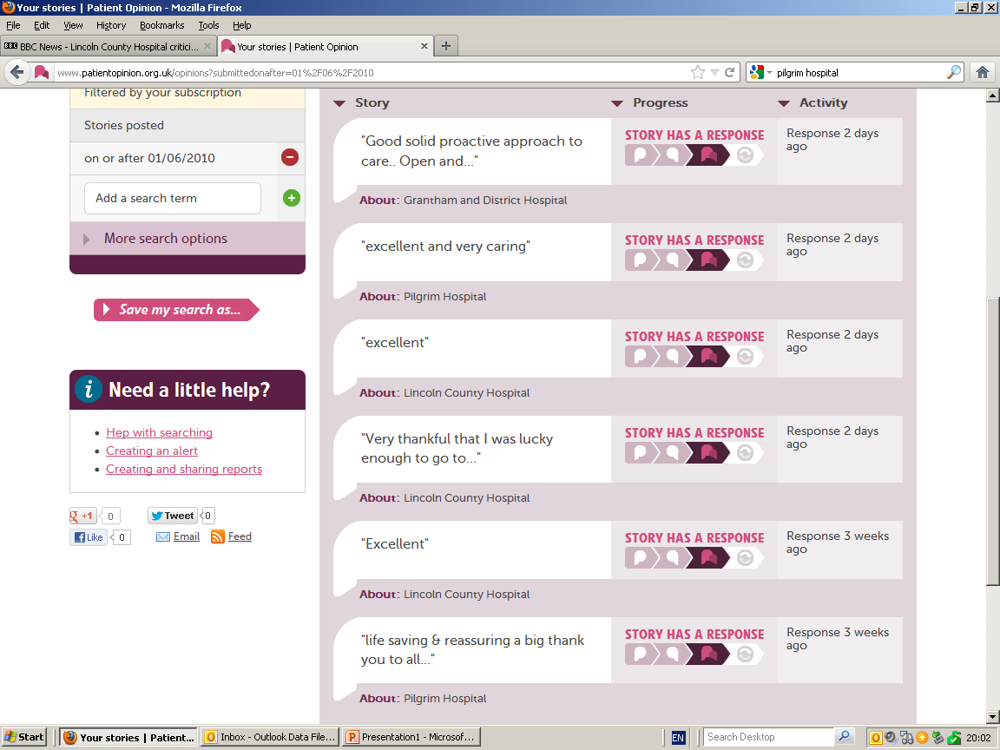 Your stories | Patient Opinion - Mozilla Firefox
File Edit View History Bookmarks Tools Help
BBC BBC News - Lincoln County Hospital critici... Your stories | Patient Opinion
www.patientopinion.org.uk/opinions?submittedonafter=01%2F06%2F2010 pilgrim hospital
Filtered by your subscription
Stories posted
on or after 01/06/2010
Add a search term
More search options
Save my search as...
Need a little help?
Hep with searching
Creating an alert
Creating and sharing reports
+1 0 Tweet 0
Like 0 Email Feed
Story Progress Activity
"Good solid proactive approach to
care.. Open and..."
STORY HAS A RESPONSE
Response 2 days
ago
About: Grantham and District Hospital
"excellent and very caring"
STORY HAS A RESPONSE
Response 2 days
ago
About: Pilgrim Hospital
"excellent"
STORY HAS A RESPONSE
Response 2 days
ago
About: Lincoln County Hospital
"Very thankful that I was lucky
enough to go to..."
STORY HAS A RESPONSE
Response 2 days
ago
About: Lincoln County Hospital
"Excellent"
STORY HAS A RESPONSE
Response 3 weeks
ago
About: Lincoln County Hospital
"life saving & reassuring a big thank
you to all..."
STORY HAS A RESPONSE
Response 3 weeks
ago
About: Pilgrim Hospital
Start Your stories | Patient... Inbox - Outlook Data File... Presentation1 - Microsof... EN Search Desktop 20:02